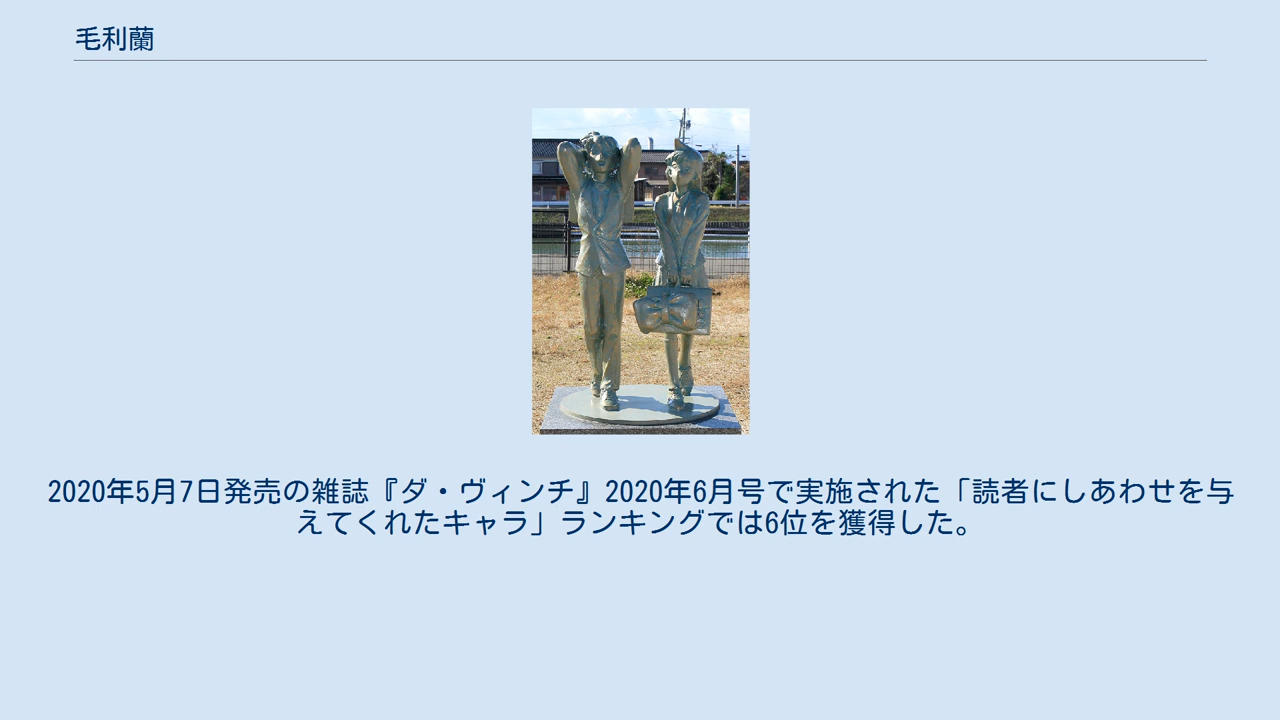 毛利蘭
2020年5月7日発売の雑誌『ダ・ヴィンチ』2020年6月号で実施された「読者にしあわせを与
えてくれたキャラ」ランキングでは6位を獲得した。